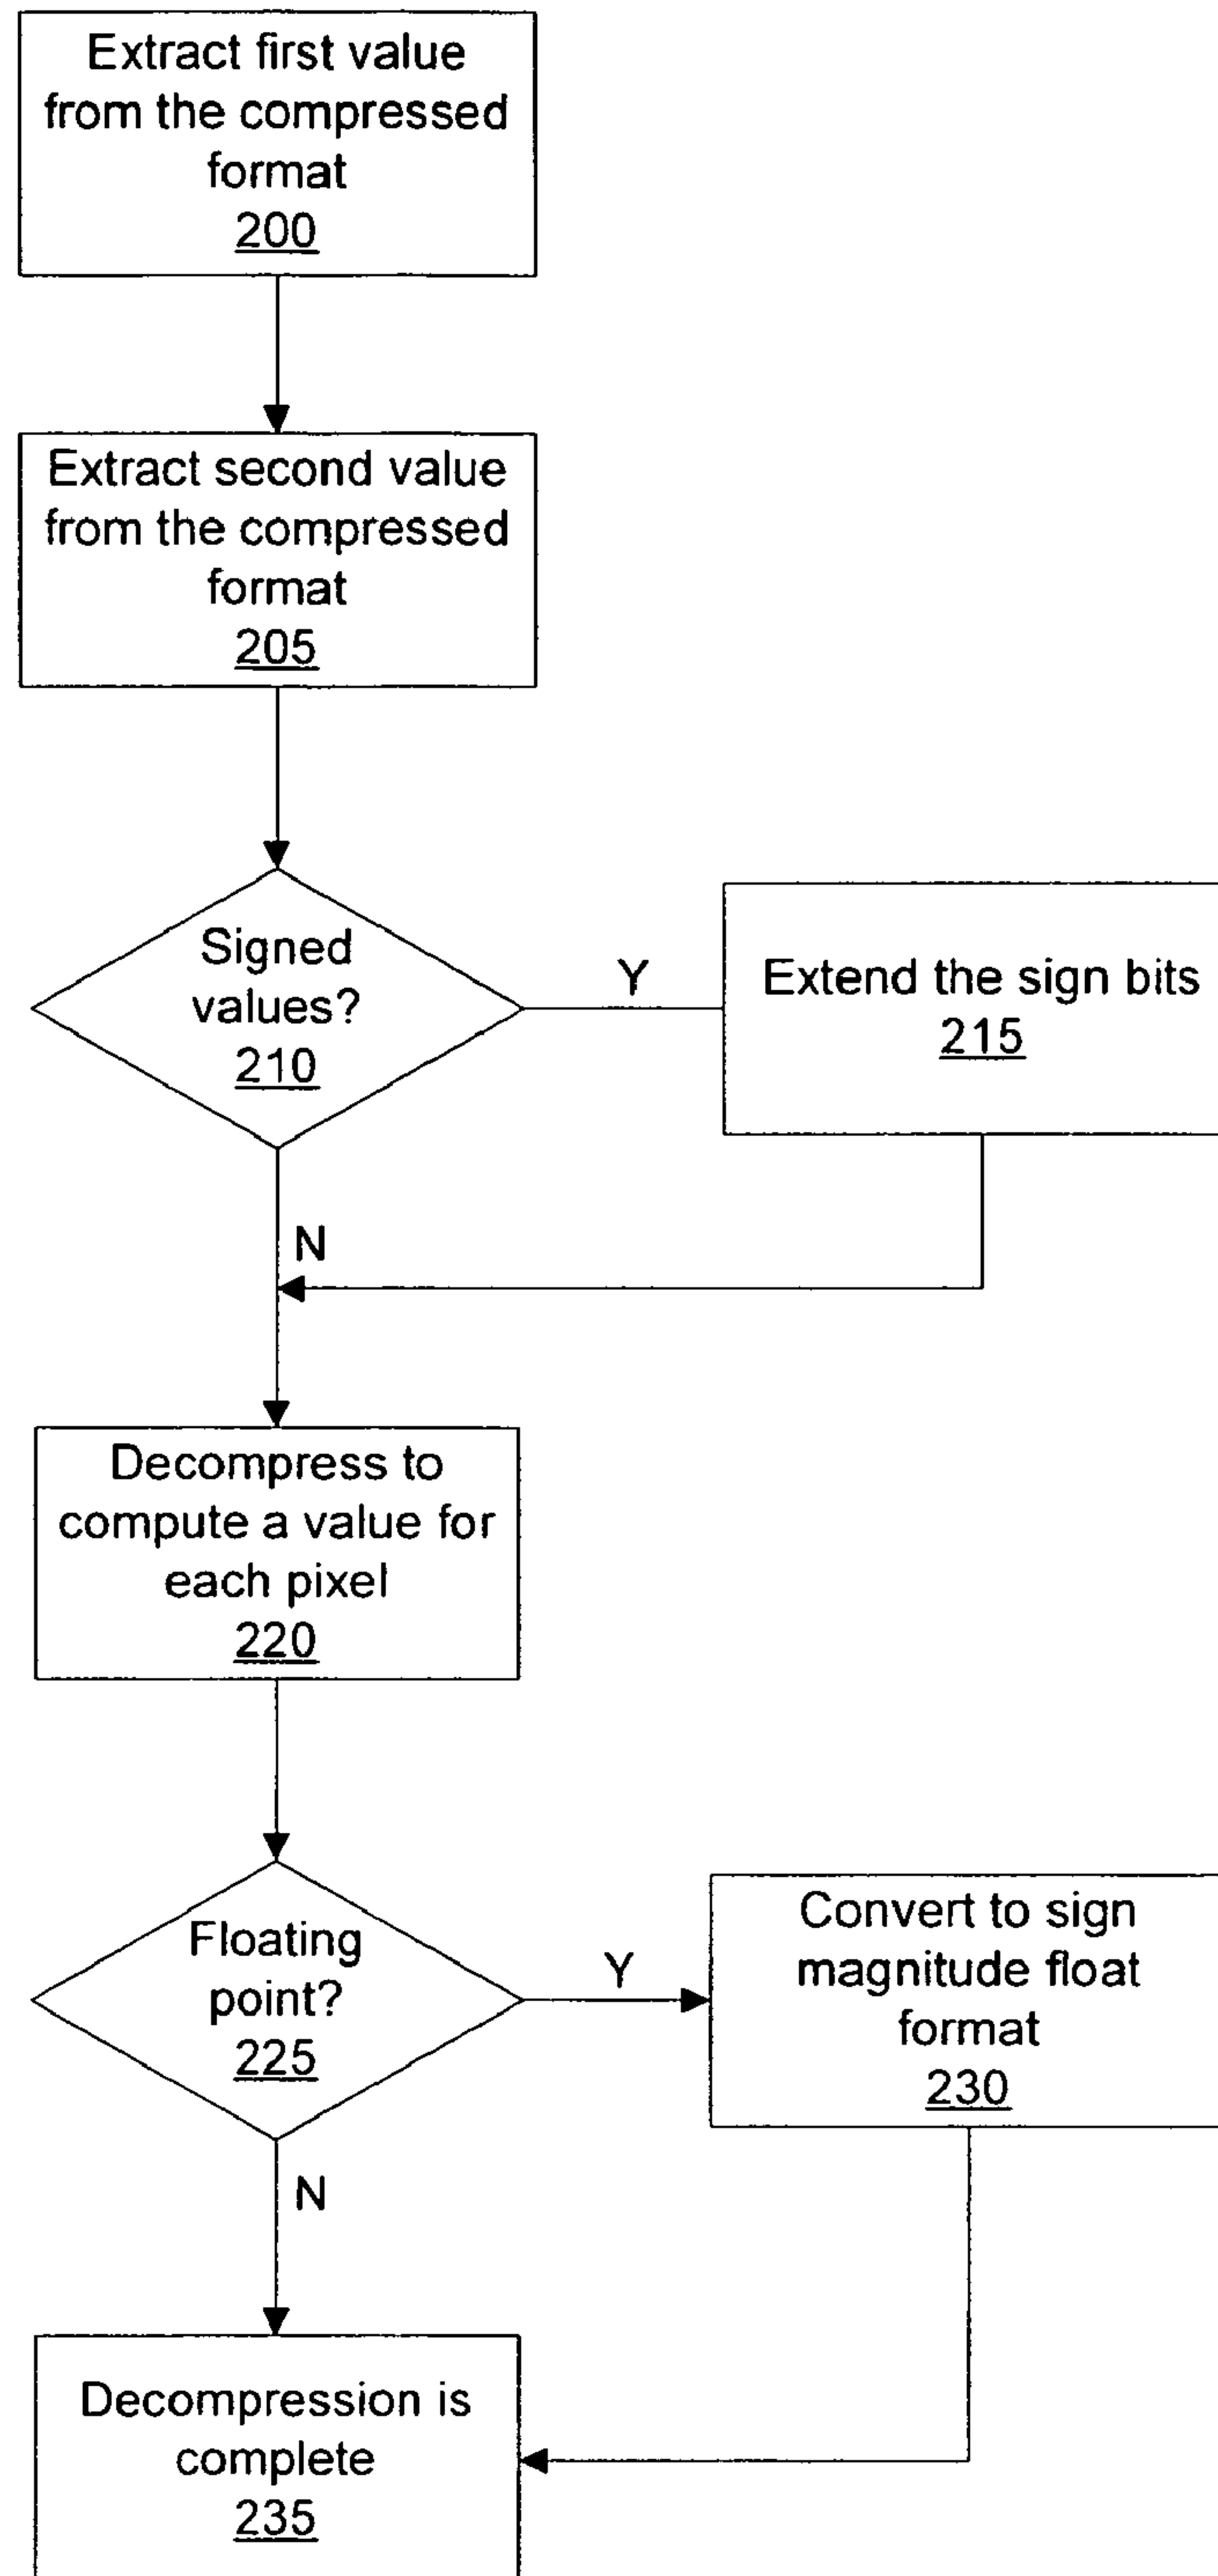 Extract first value
from the compressed
format
200
Extract second value
from the compressed
format
205
Signed
values?
210
Y
Extend the sign bits
215
N
Decompress to
compute a value for
each pixel
220
Floating
point?
225
Y
Convert to sign
magnitude float
format
230
N
Decompression is
complete
235